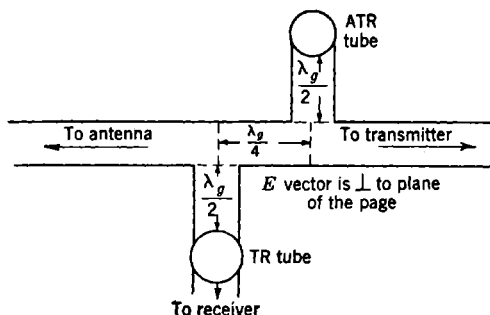 ATR
tube
λg
2
To antenna
λg
4
To transmitter
λg
2
E vector is ⊥ to plane
of the page
TR tube
To receiver